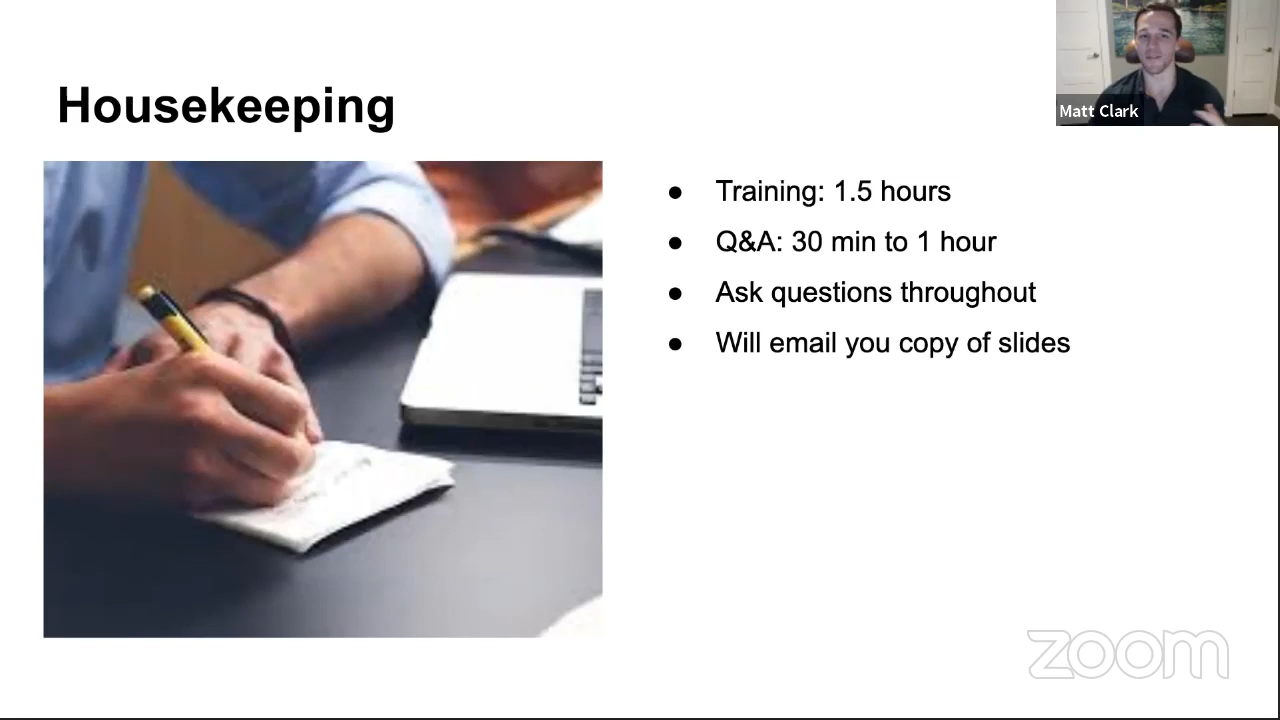 Housekeeping
Matt Clark
● Training: 1.5 hours
● Q&A: 30 min to 1 hour
● Ask questions throughout
● Will email you copy of slides
zoom